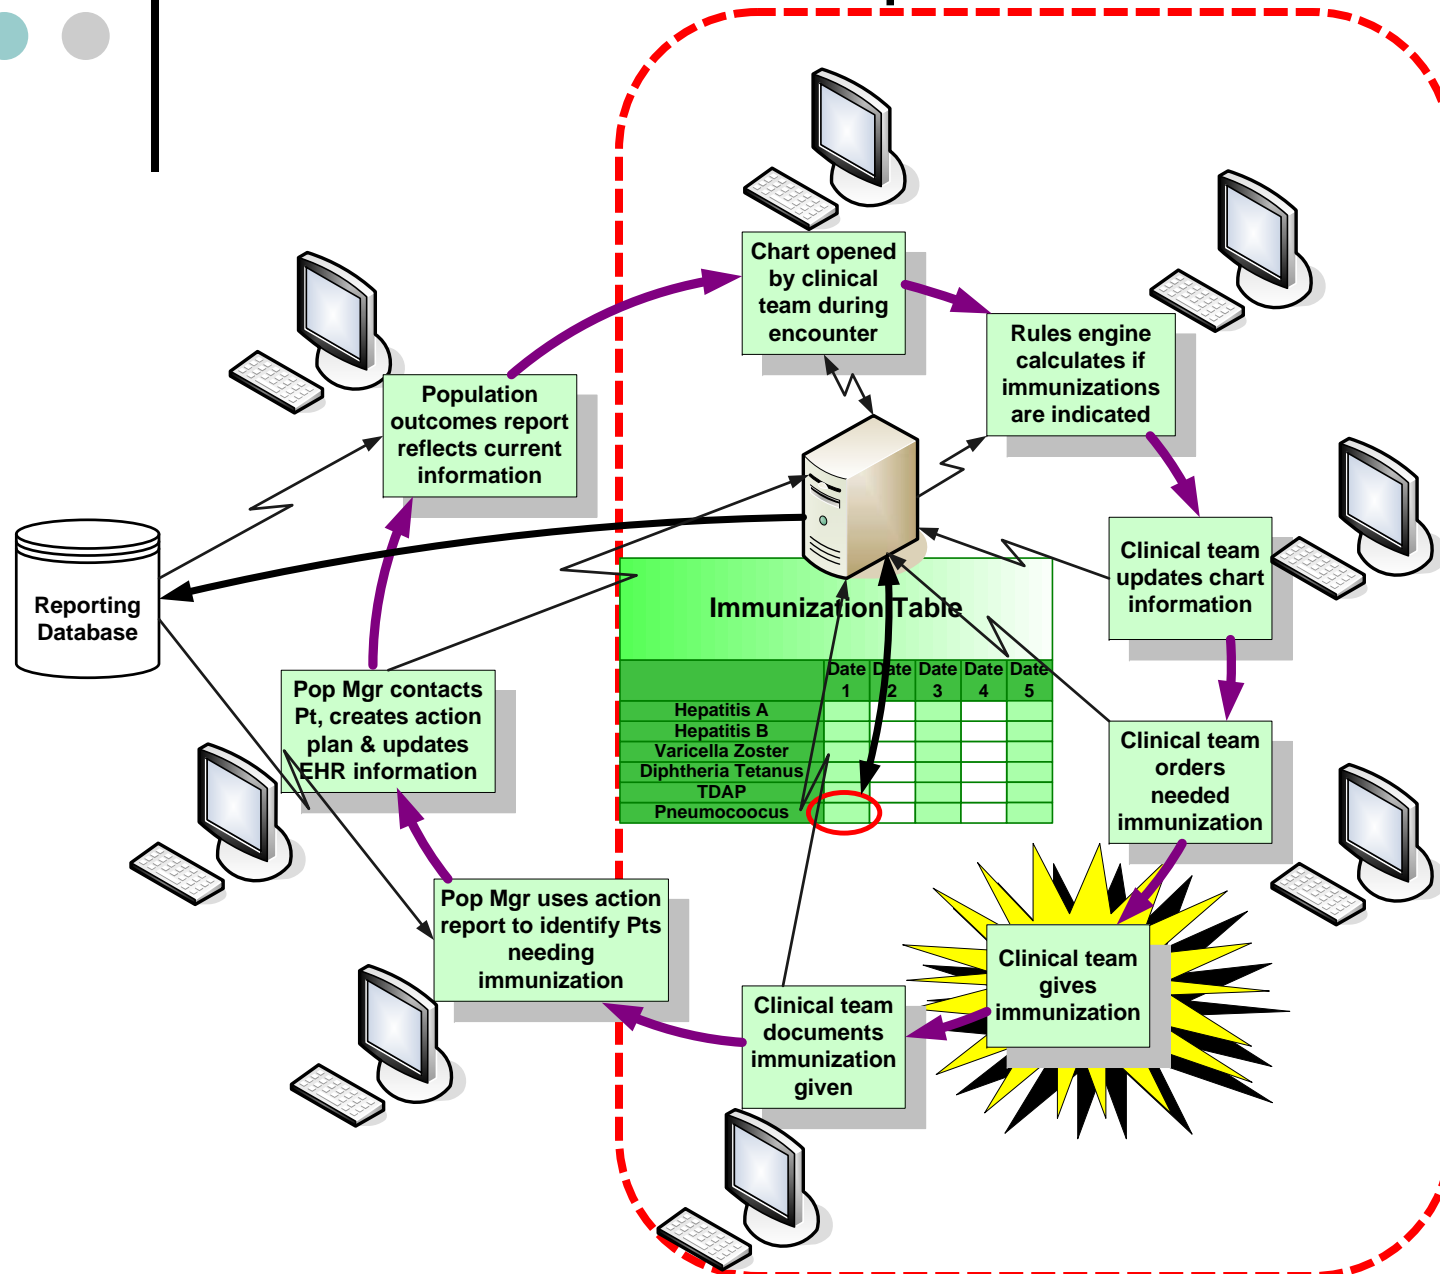 Chart opened
by clinical
team during
encounter
Rules engine
calculates if
immunizations
are indicated
Population
outcomes report
reflects current
information
Clinical team
updates chart
information
Reporting
Database
Immunization Table
Date 1 Date 2 Date 3 Date 4 Date 5
Hepatitis A
Hepatitis B
Varicella Zoster
Diphtheria Tetanus
TDAP
Pneumocoocus
Pop Mgr contacts
Pt, creates action
plan & updates
EHR information
Clinical team
orders
needed
immunization
Pop Mgr uses action
report to identify Pts
needing
immunization
Clinical team
gives
immunization
Clinical team
documents
immunization
given